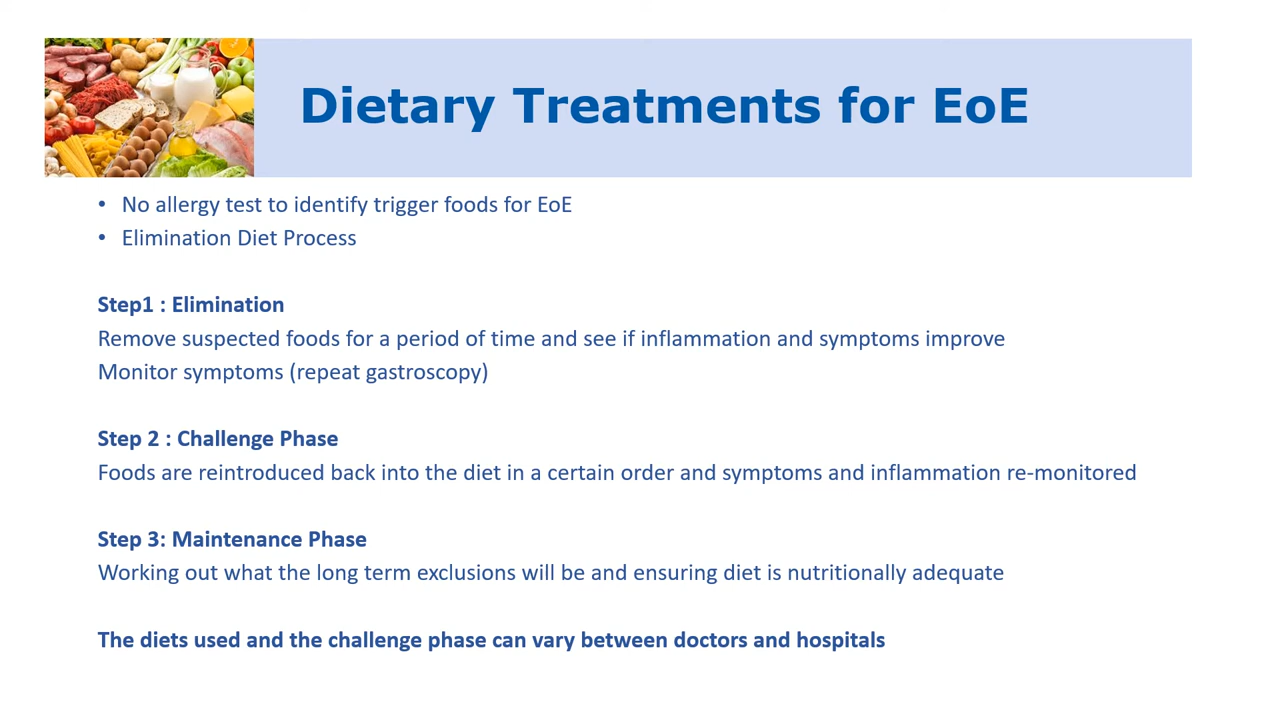 Dietary Treatments for EoE
• No allergy test to identify trigger foods for EoE
• Elimination Diet Process
Step1 : Elimination
Remove suspected foods for a period of time and see if inflammation and symptoms improve
Monitor symptoms (repeat gastroscopy)
Step 2 : Challenge Phase
Foods are reintroduced back into the diet in a certain order and symptoms and inflammation re-monitored
Step 3: Maintenance Phase
Working out what the long term exclusions will be and ensuring diet is nutritionally adequate
The diets used and the challenge phase can vary between doctors and hospitals